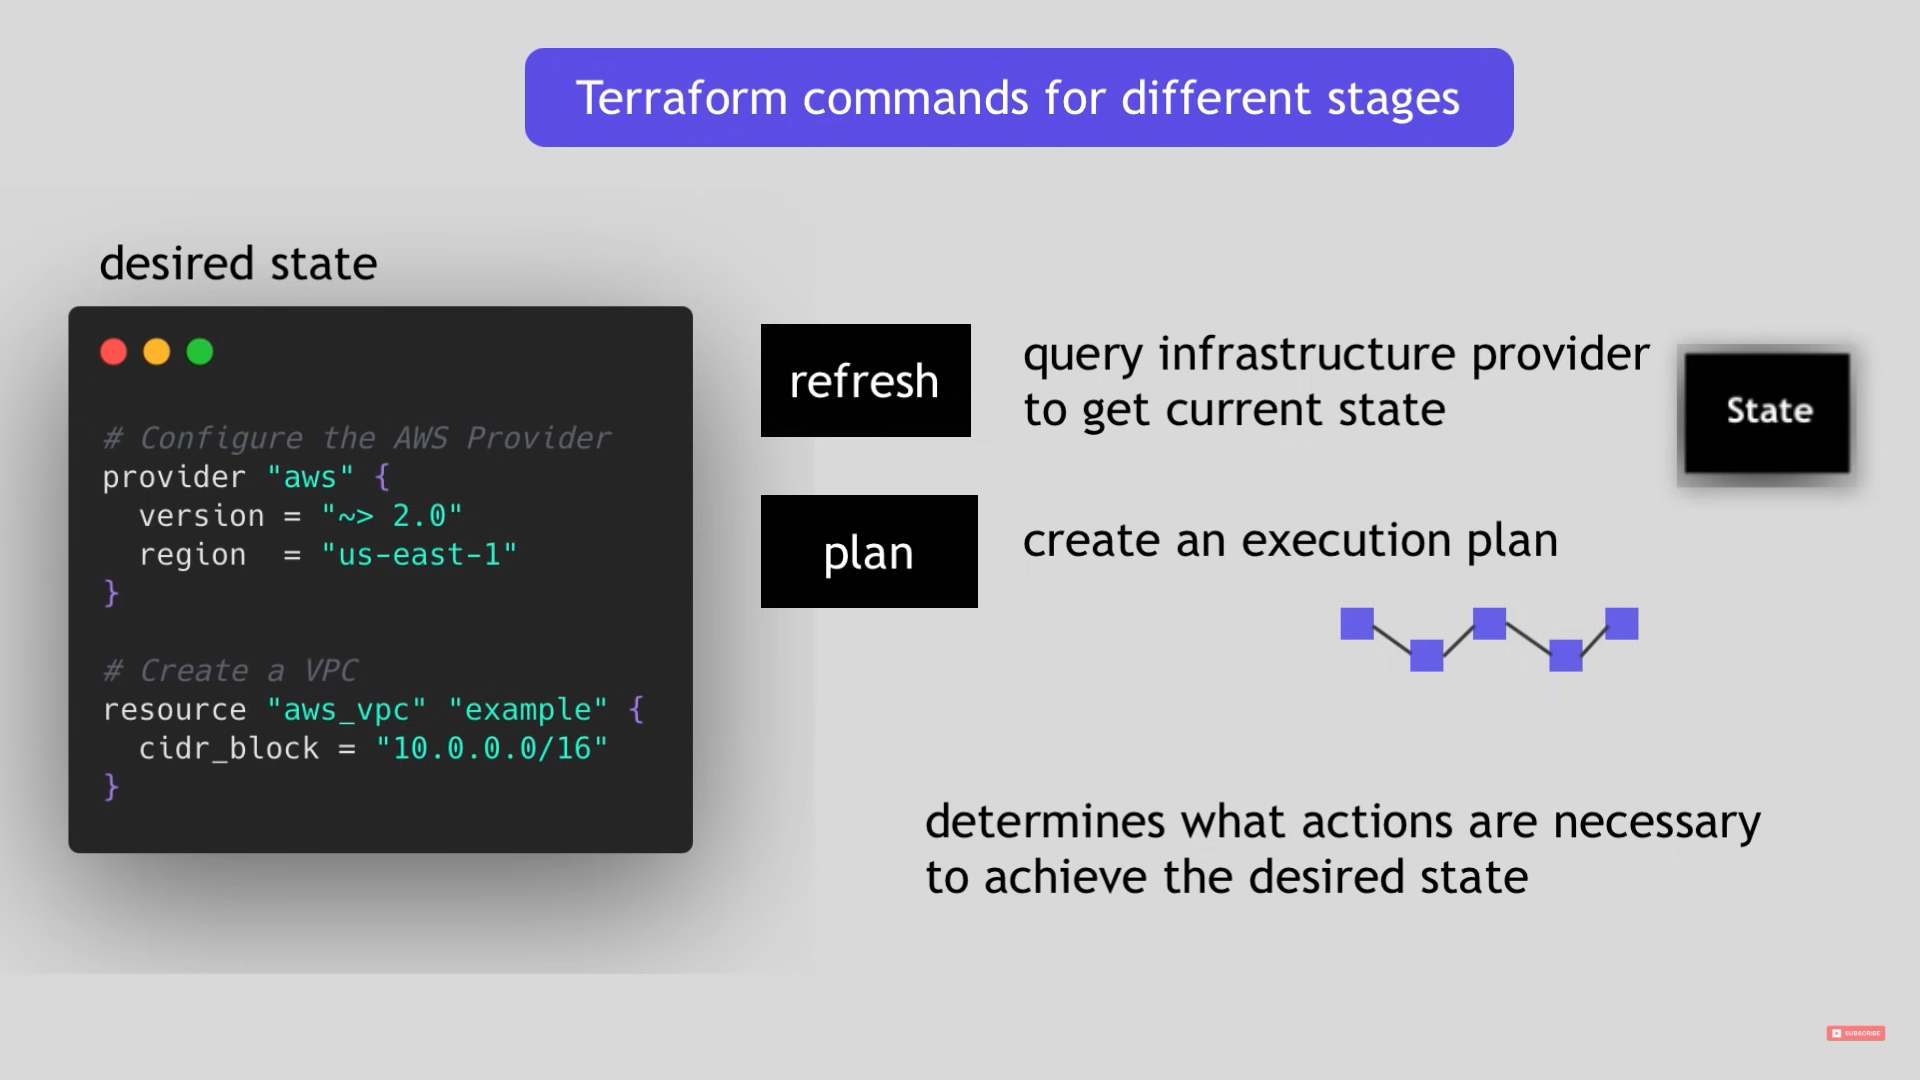 Terraform commands for different stages
desired state
# Configure the AWS Provider
provider "aws" {
  version = "~> 2.0"
  region  = "us-east-1"
}
# Create a VPC
resource "aws_vpc" "example" {
  cidr_block = "10.0.0.0/16"
}
refresh
query infrastructure provider
to get current state
State
plan
create an execution plan
determines what actions are necessary
to achieve the desired state
SUBSCRIBE